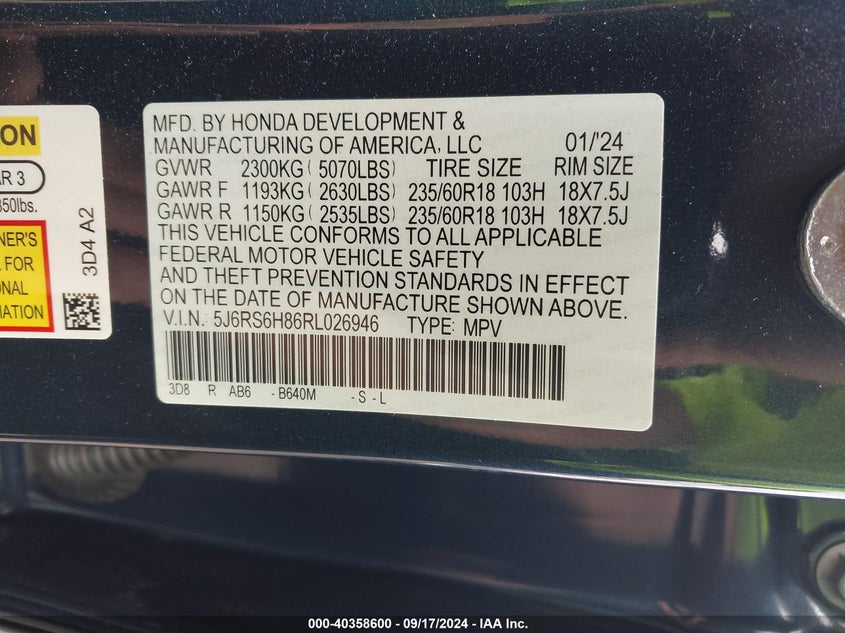 ON
AR 3
850lbs.
NER'S
L FOR
ONAL
MATION
3D4 A2
MFD. BY HONDA DEVELOPMENT &
MANUFACTURING OF AMERICA, LLC 01/'24
GVWR 2300KG ( 5070LBS) TIRE SIZE RIM SIZE
GAWR F 1193KG ( 2630LBS) 235/60R18 103H 18X7.5J
GAWR R 1150KG ( 2535LBS) 235/60R18 103H 18X7.5J
THIS VEHICLE CONFORMS TO ALL APPLICABLE
FEDERAL MOTOR VEHICLE SAFETY
AND THEFT PREVENTION STANDARDS IN EFFECT
ON THE DATE OF MANUFACTURE SHOWN ABOVE.
V.I.N.: 5J6RS6H86RL026946 TYPE: MPV
3D8 R AB6 - B640M - S - L
000-40358600 - 09/17/2024 - IAA Inc.